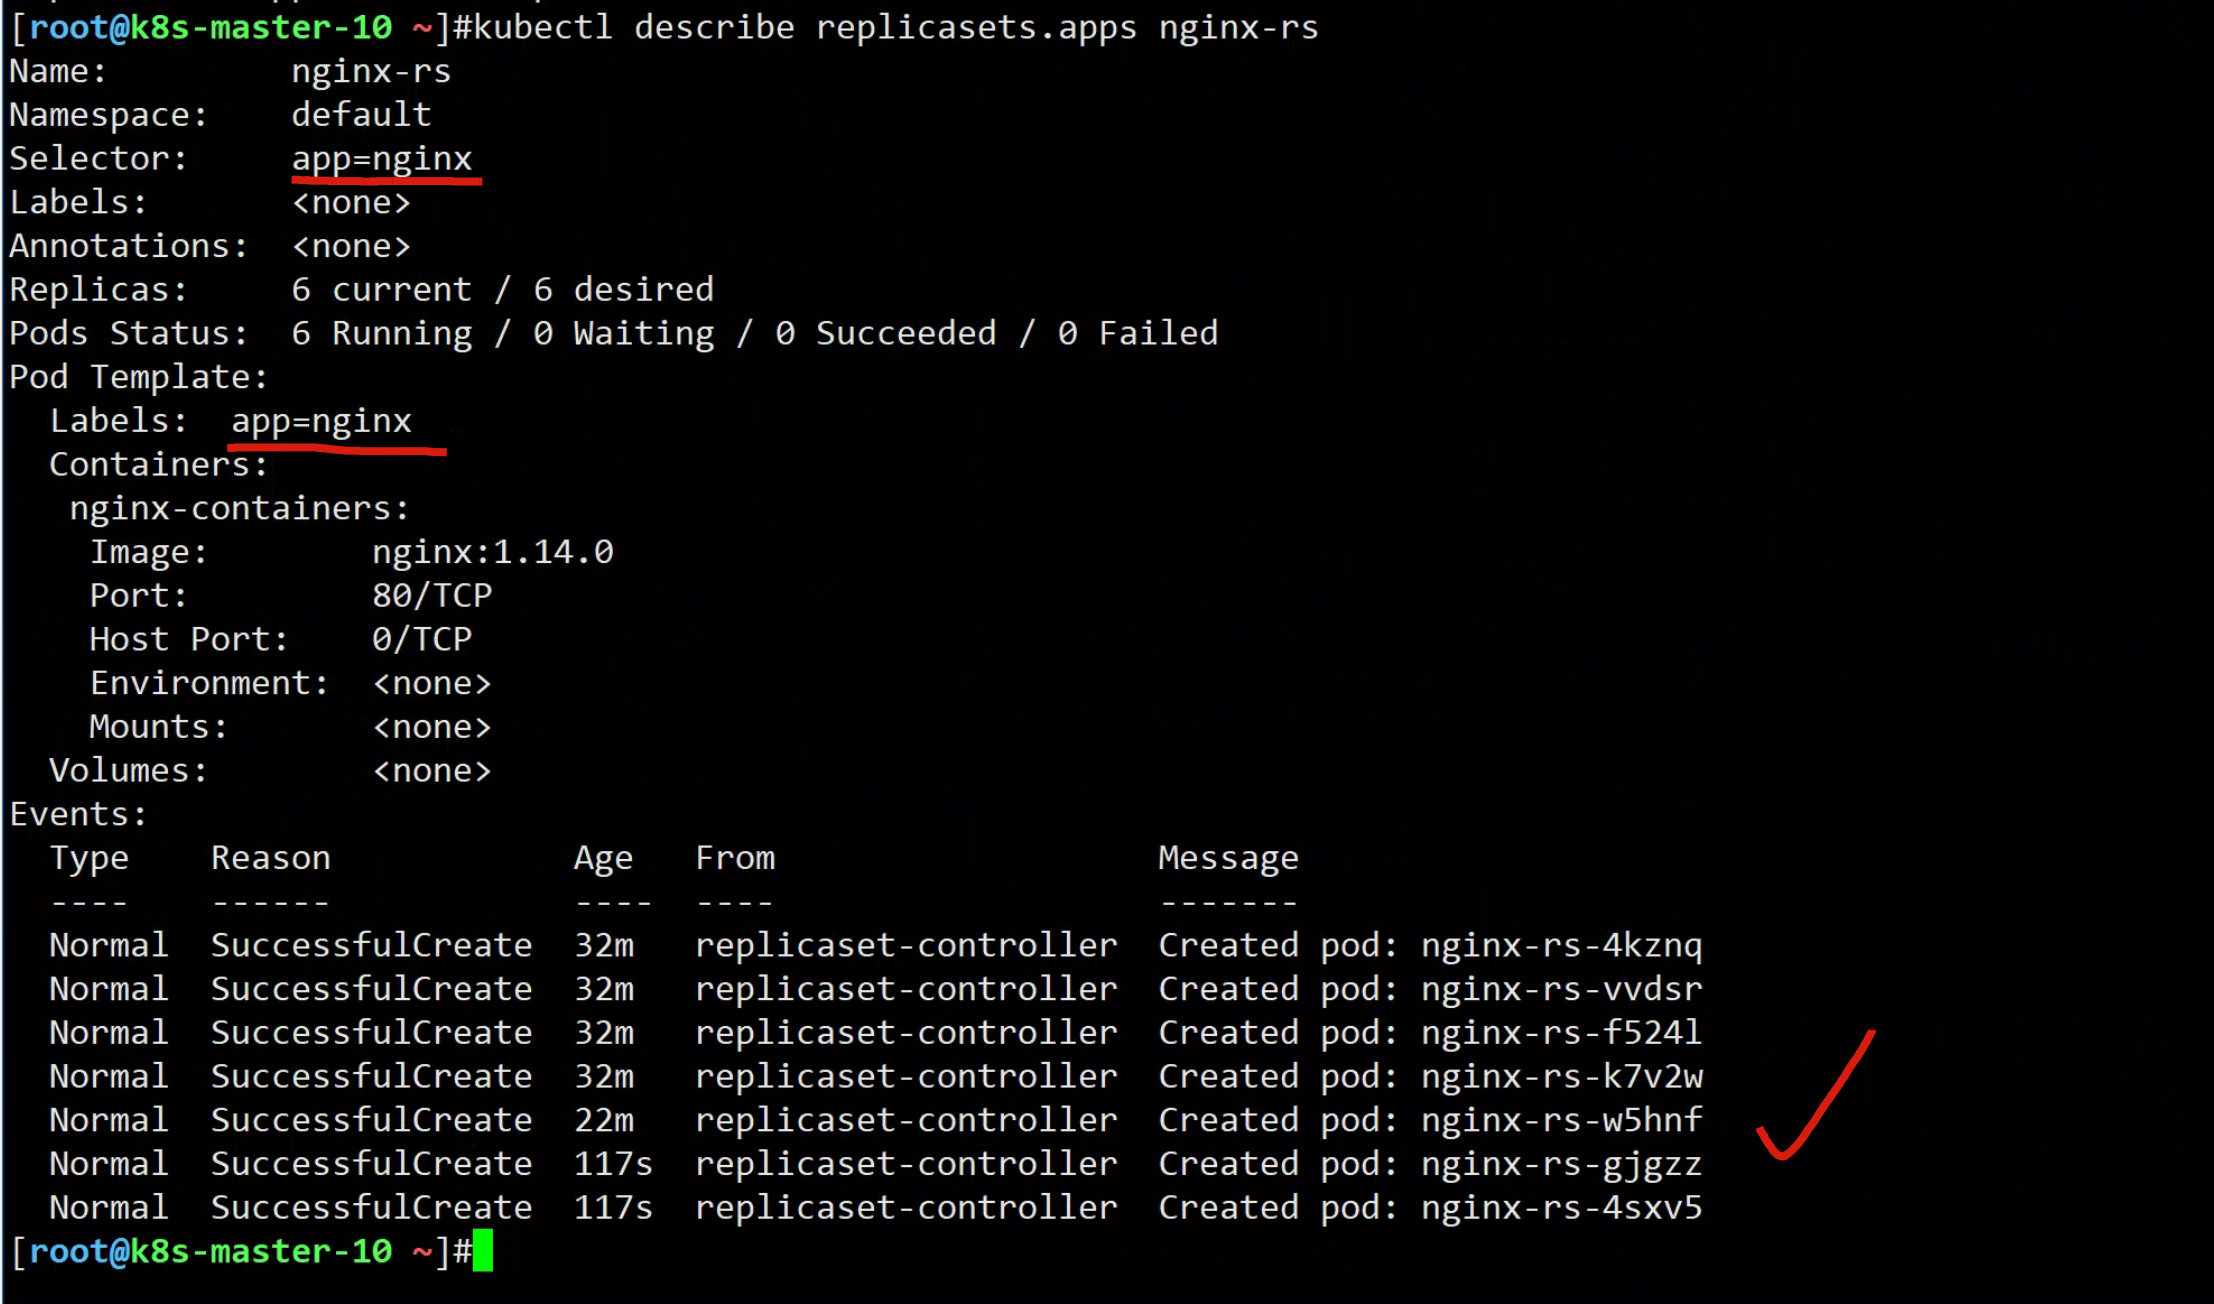 [root@k8s-master-10 ~]#kubectl describe replicasets.apps nginx-rs
Name:         nginx-rs
Namespace:    default
Selector:     app=nginx
Labels:       <none>
Annotations:  <none>
Replicas:     6 current / 6 desired
Pods Status:  6 Running / 0 Waiting / 0 Succeeded / 0 Failed
Pod Template:
  Labels:  app=nginx
  Containers:
   nginx-containers:
    Image:        nginx:1.14.0
    Port:         80/TCP
    Host Port:    0/TCP
    Environment:  <none>
    Mounts:       <none>
  Volumes:        <none>
Events:
  Type    Reason            Age   From                   Message
  ----    ------            ----  ----                   -------
  Normal  SuccessfulCreate  32m   replicaset-controller  Created pod: nginx-rs-4kznq
  Normal  SuccessfulCreate  32m   replicaset-controller  Created pod: nginx-rs-vvdsr
  Normal  SuccessfulCreate  32m   replicaset-controller  Created pod: nginx-rs-f524l
  Normal  SuccessfulCreate  32m   replicaset-controller  Created pod: nginx-rs-k7v2w
  Normal  SuccessfulCreate  22m   replicaset-controller  Created pod: nginx-rs-w5hnf
  Normal  SuccessfulCreate  117s  replicaset-controller  Created pod: nginx-rs-gjgzz
  Normal  SuccessfulCreate  117s  replicaset-controller  Created pod: nginx-rs-4sxv5
[root@k8s-master-10 ~]#